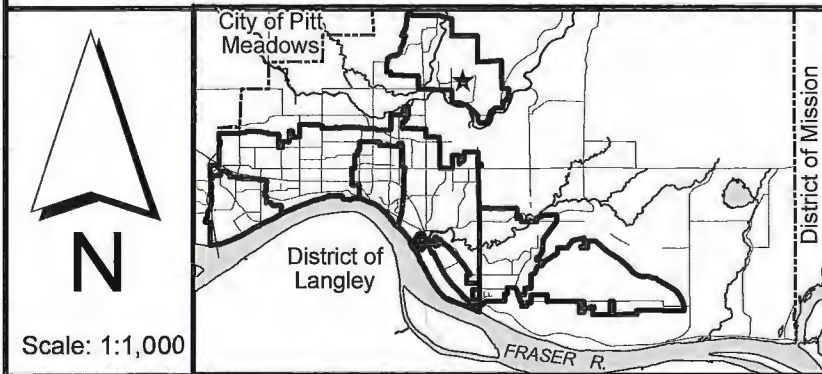 N
Scale: 1:1,000
City of Pitt
Meadows
District of
Langley
FRASER R.
District of Mission